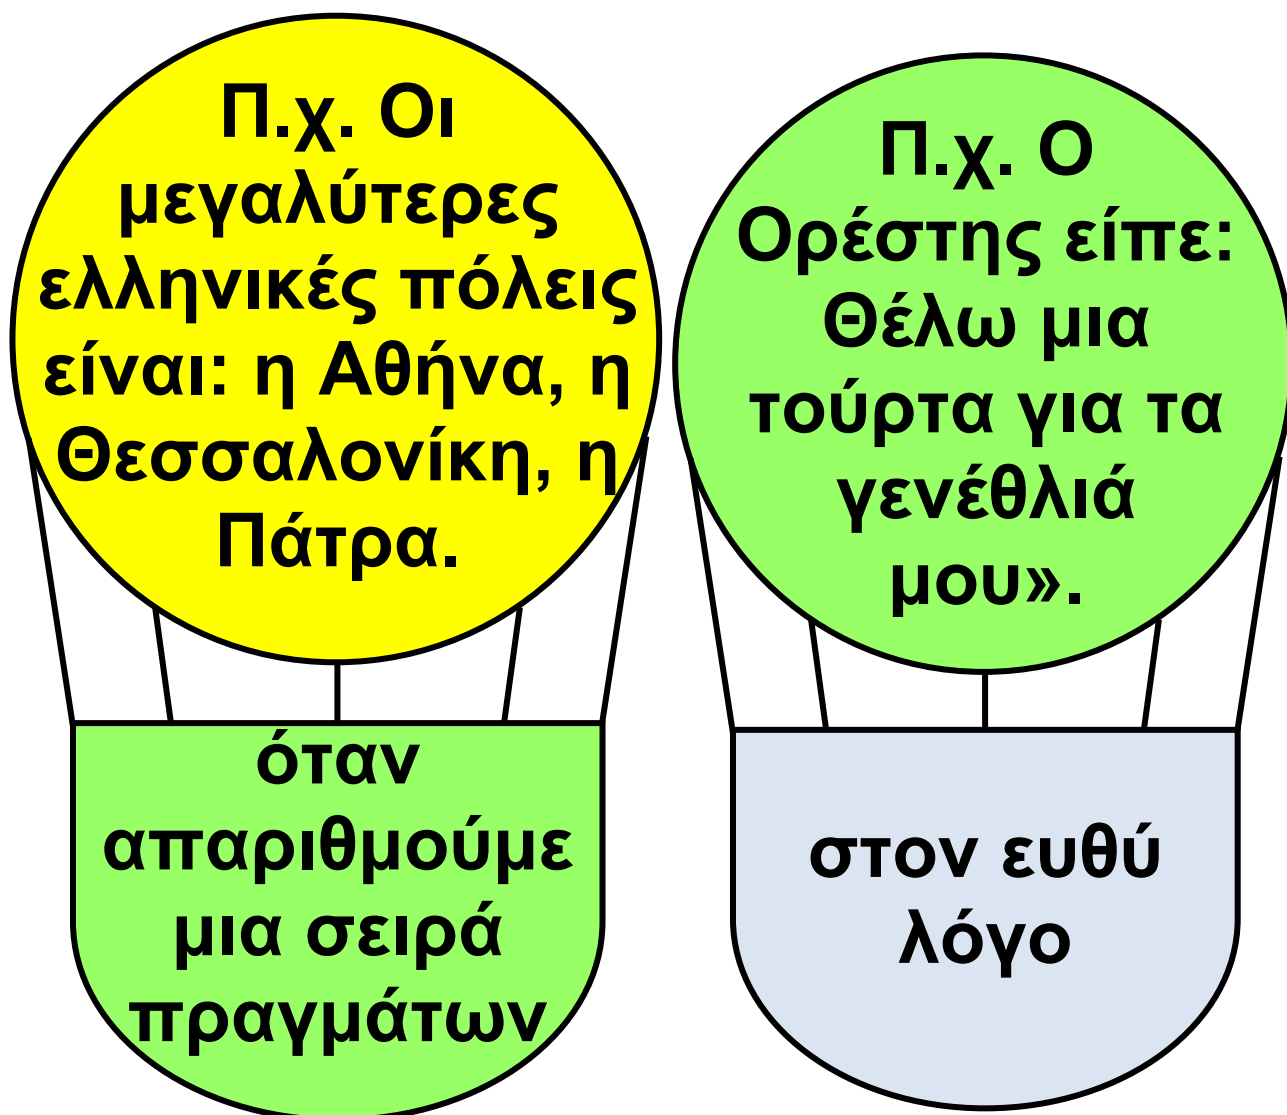 Π.χ. Οι
μεγαλύτερες
ελληνικές πόλεις
είναι: η Αθήνα, η
Θεσσαλονίκη, η
Πάτρα.
όταν
απαριθμούμε
μια σειρά
πραγμάτων
Π.χ. Ο
Ορέστης είπε:
Θέλω μια
τούρτα για τα
γενέθλιά
μου».
στον ευθύ
λόγο